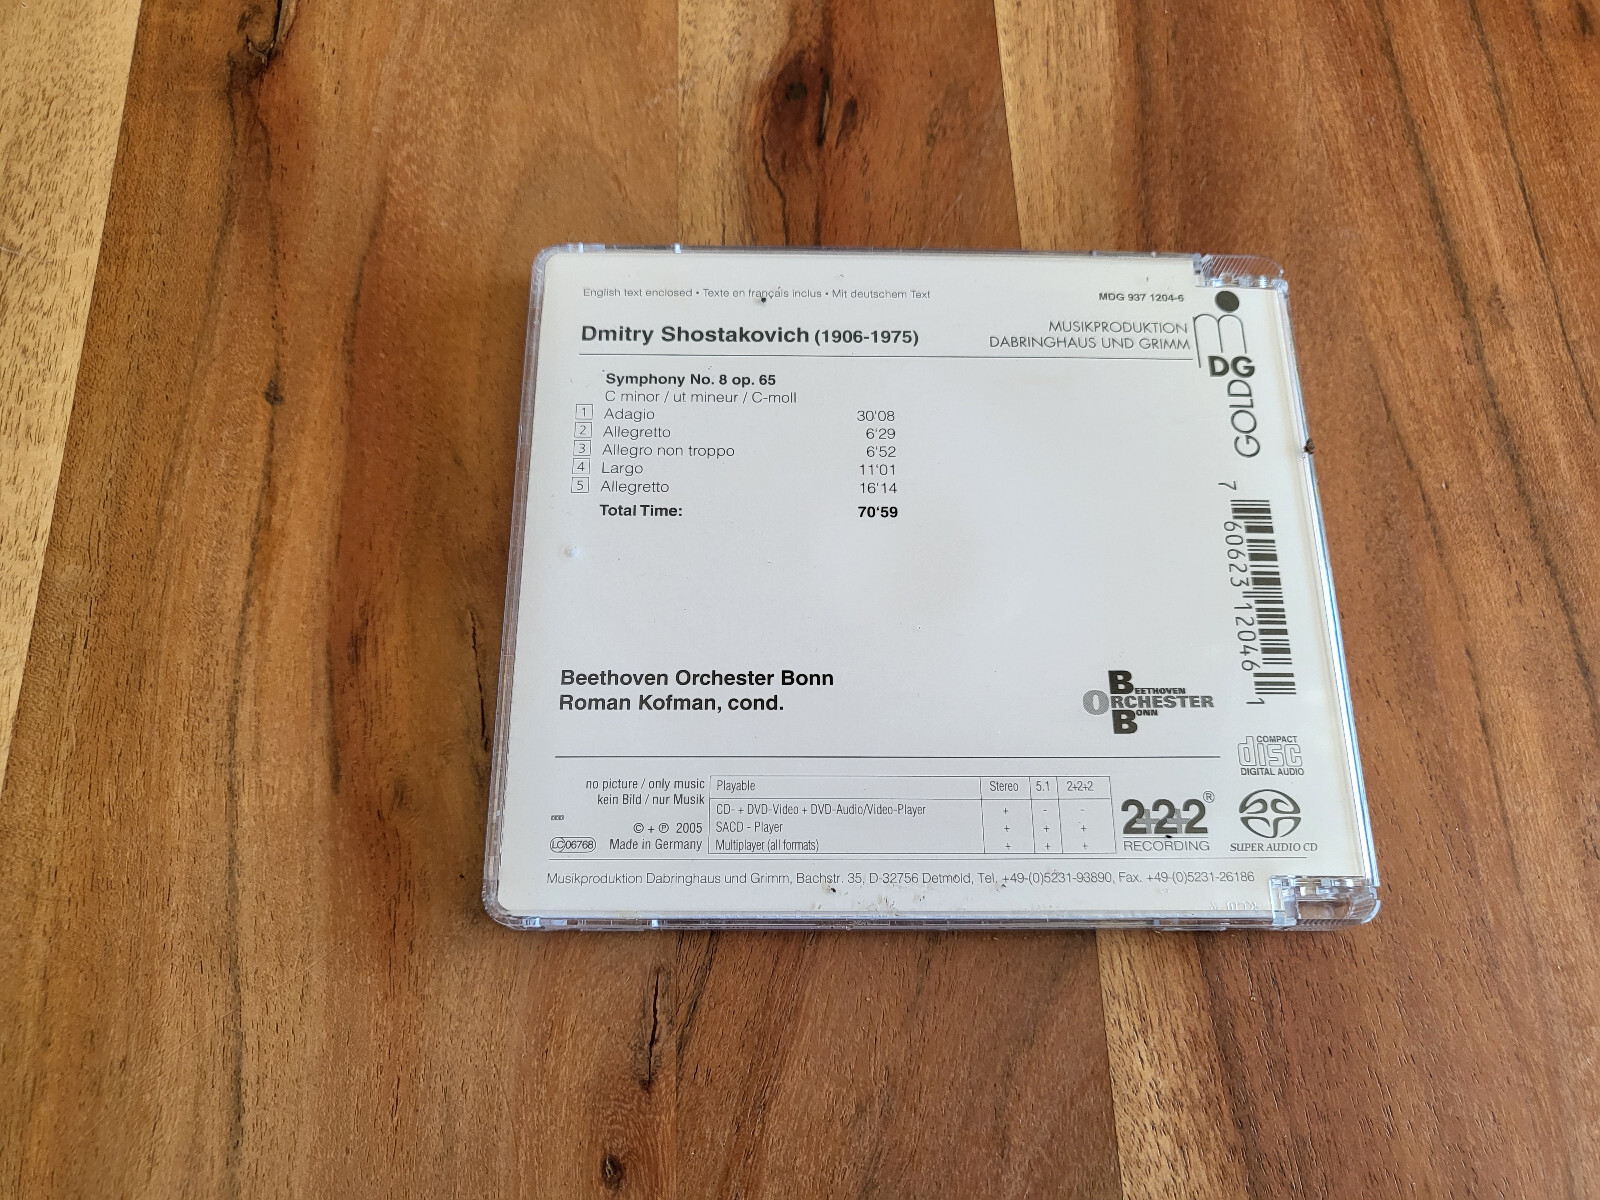 English text enclosed • Texte en français inclus • Mit deutschem Text
MDG 937 1204-6
Dmitry Shostakovich (1906-1975)
MUSIKPRODUKTION
DABRINGHAUS UND GRIMM
DG
GOLD
Symphony No. 8 op. 65
C minor / ut mineur / C-moll
1 Adagio 30'08
2 Allegretto 6'29
3 Allegro non troppo 6'52
4 Largo 11'01
5 Allegretto 16'14
Total Time: 70'59
7 60623 12046 1
Beethoven Orchester Bonn
Roman Kofman, cond.
BEETHOVEN
ORCHESTER
BONN
COMPACT
disc
DIGITAL AUDIO
no picture / only music
kein Bild / nur Musik
© + ℗ 2005
LC 06768 Made in Germany
Playable Stereo 5.1 2+2+2
CD- + DVD-Video + DVD-Audio/Video-Player + - -
SACD - Player + + +
Multiplayer (all formats) + + +
2+2+2®
RECORDING
SUPER AUDIO CD
Musikproduktion Dabringhaus und Grimm, Bachstr. 35, D-32756 Detmold, Tel. +49-(0)5231-93890, Fax. +49-(0)5231-26186